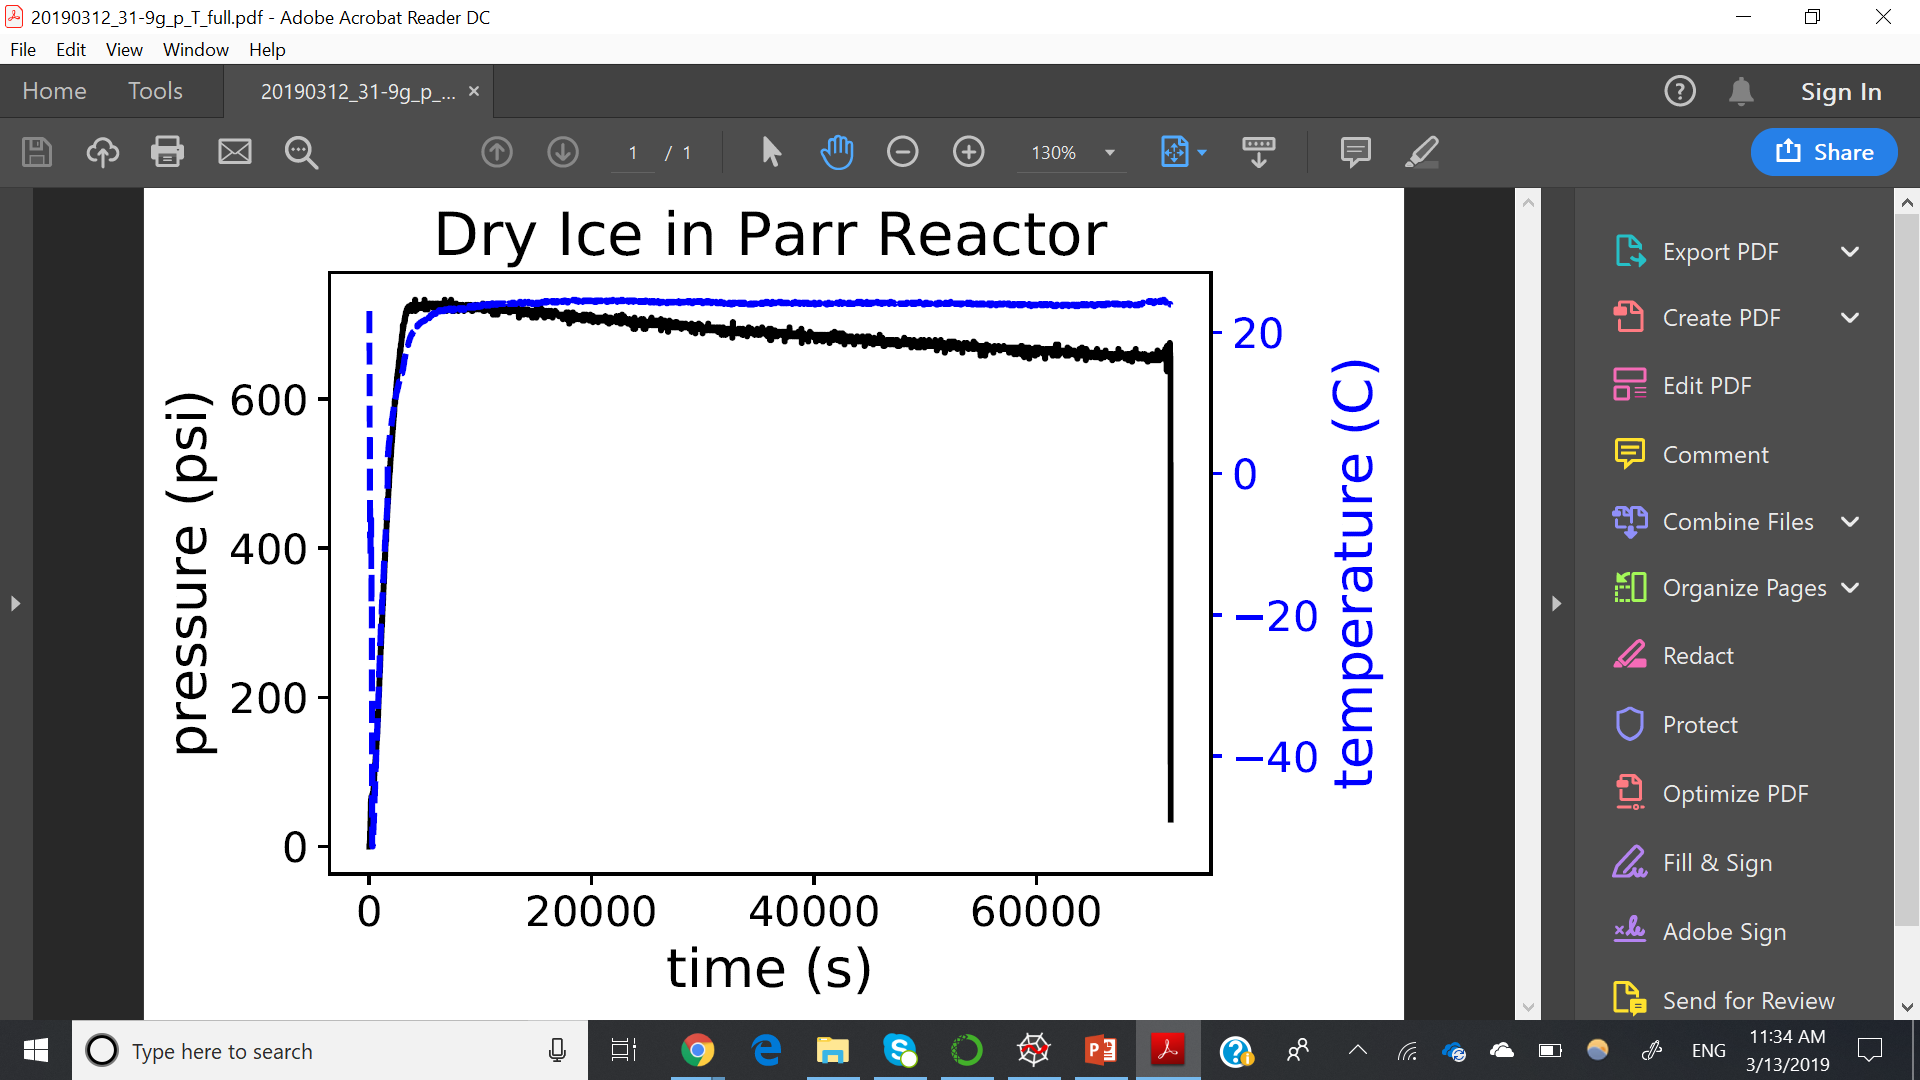 20190312_31-9g_p_T_full.pdf - Adobe Acrobat Reader DC
File Edit View Window Help
Home Tools 20190312_31-9g_p_... × Sign In
1 / 1 130% Share
Dry Ice in Parr Reactor
pressure (psi)
600
400
200
0
20
0
−20
−40
temperature (C)
0 20000 40000 60000
time (s)
Export PDF
Create PDF
Edit PDF
Comment
Combine Files
Organize Pages
Redact
Protect
Optimize PDF
Fill & Sign
Adobe Sign
Send for Review
Type here to search
ENG
11:34 AM
3/13/2019